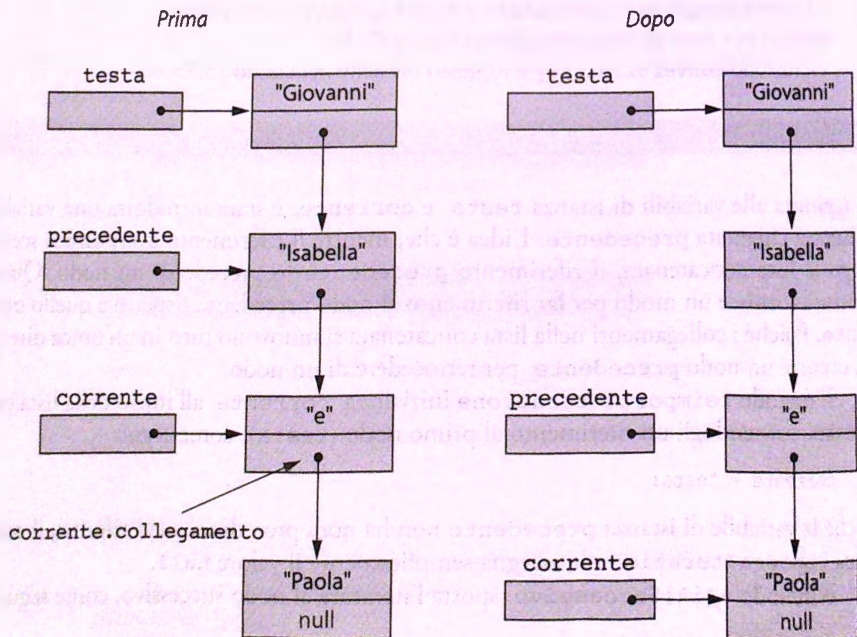 Prima
testa
"Giovanni"
precedente
"Isabella"
corrente
"e"
corrente.collegamento
"Paola"
null
Dopo
testa
"Giovanni"
"Isabella"
precedente
"e"
corrente
"Paola"
null